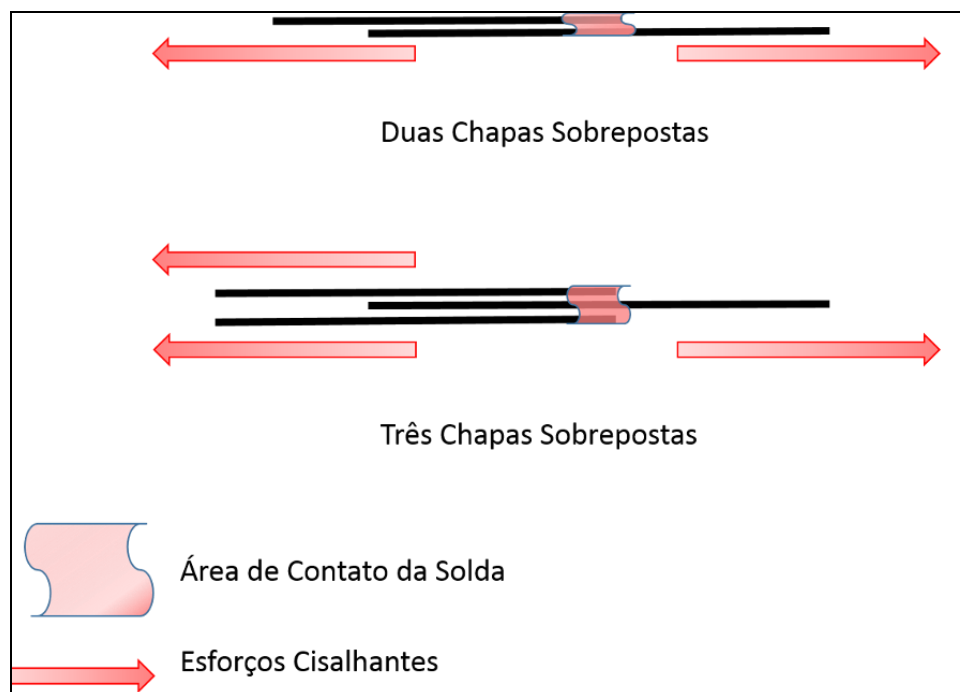 Duas Chapas Sobrepostas
Três Chapas Sobrepostas
Área de Contato da Solda
Esforços Cisalhantes